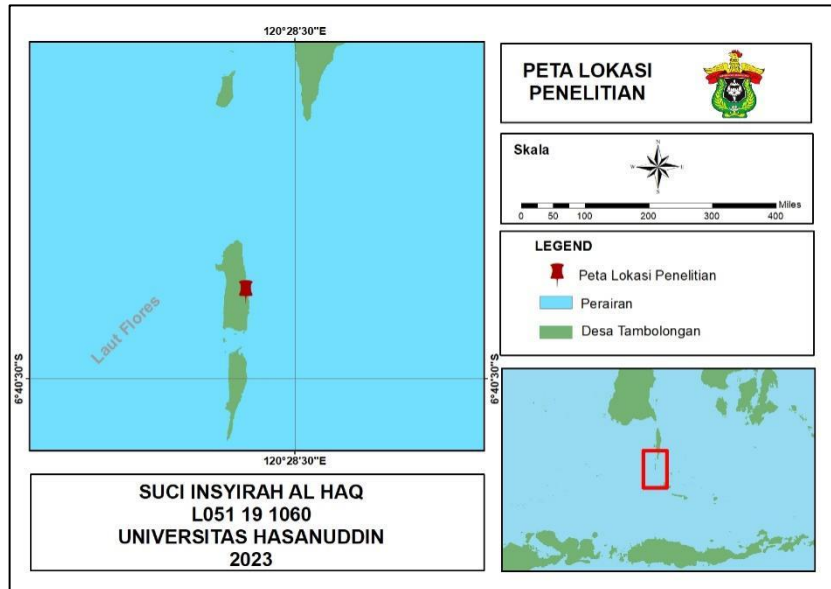 120°28'30"E
PETA LOKASI
PENELITIAN
Skala
N
W
E
S
Miles
0 50 100 200 300 400
LEGEND
Peta Lokasi Penelitian
Perairan
Desa Tambolongan
Laut Flores
6°40'30"S
6°40'30"S
120°28'30"E
SUCI INSYIRAH AL HAQ
L051 19 1060
UNIVERSITAS HASANUDDIN
2023